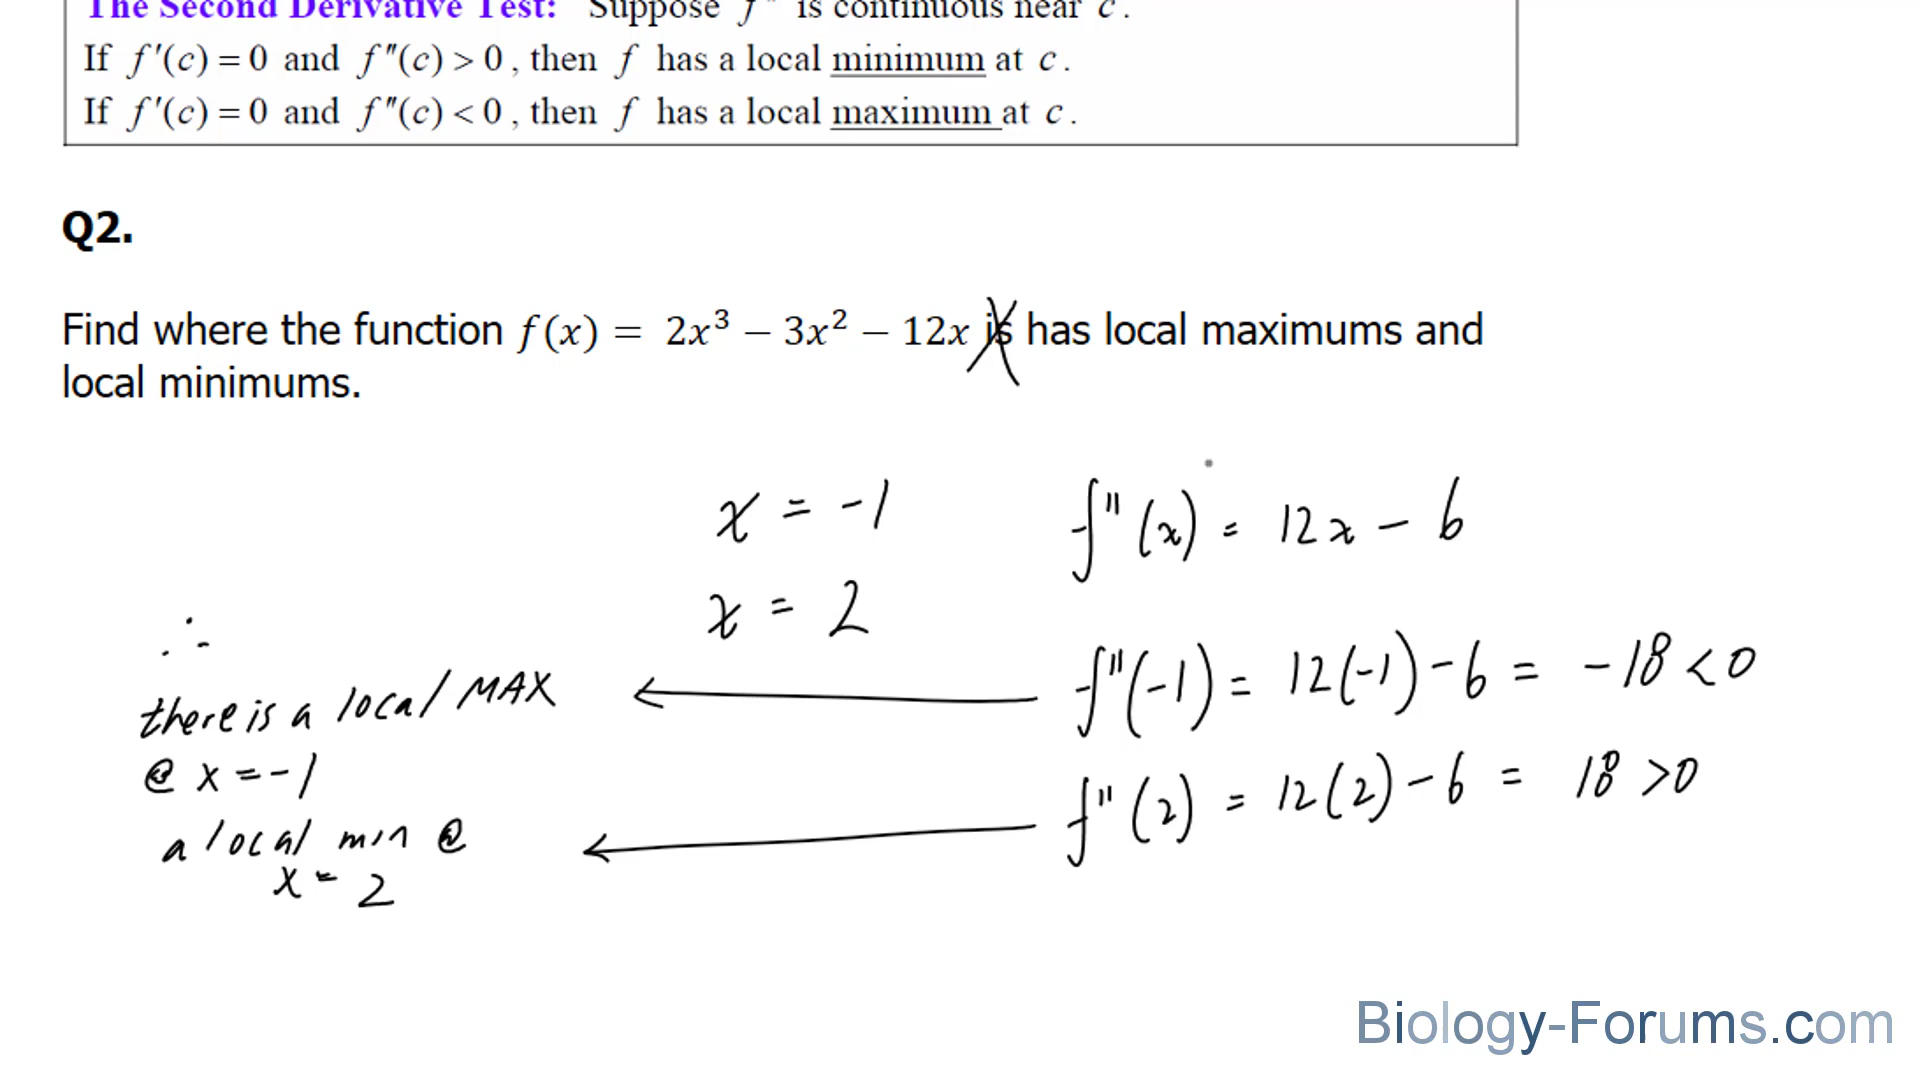 The Second Derivative Test: Suppose f" is continuous near c.
If f′(c) = 0 and f″(c) > 0, then f has a local minimum at c.
If f′(c) = 0 and f″(c) < 0, then f has a local maximum at c.
Q2.
Find where the function f(x) = 2x³ − 3x² − 12x is has local maximums and
local minimums.
x = -1
f"(x) = 12x - 6
x = 2
∴
there is a local MAX
f"(-1) = 12(-1) - 6 = -18 < 0
@ x = -1
f"(2) = 12(2) - 6 = 18 > 0
a local min @
x = 2
Biology-Forums.com